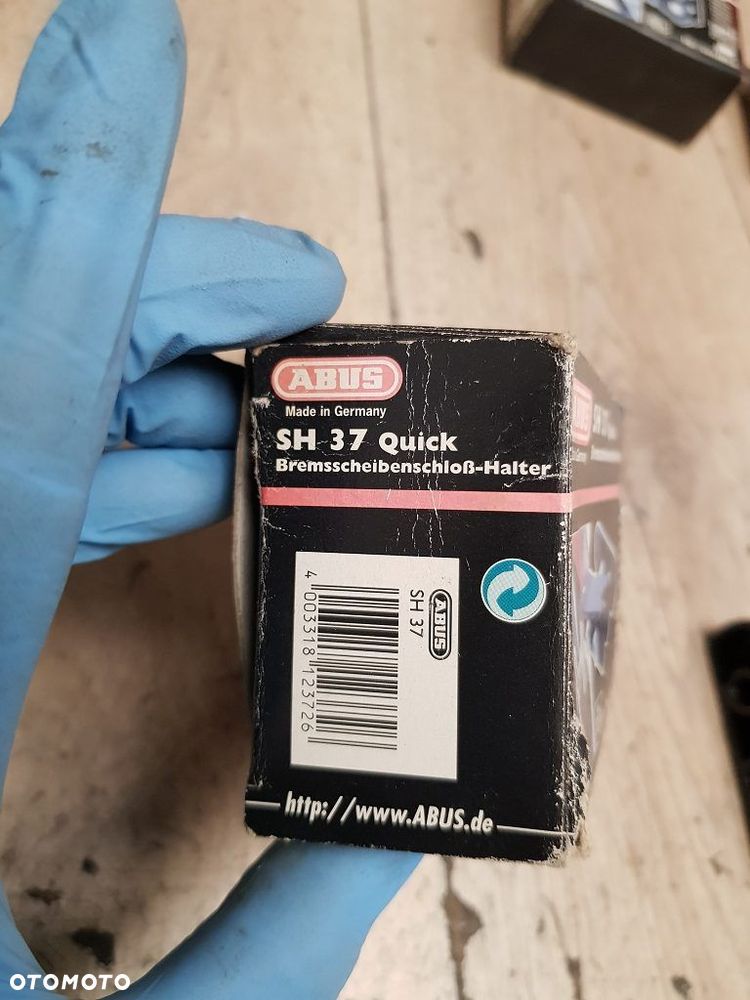 ABUS
Made in Germany
SH 37 Quick
Bremsscheibenschloß-Halter
ABUS
SH 37
4 003318 123726
http://www.ABUS.de
OTOMOTO